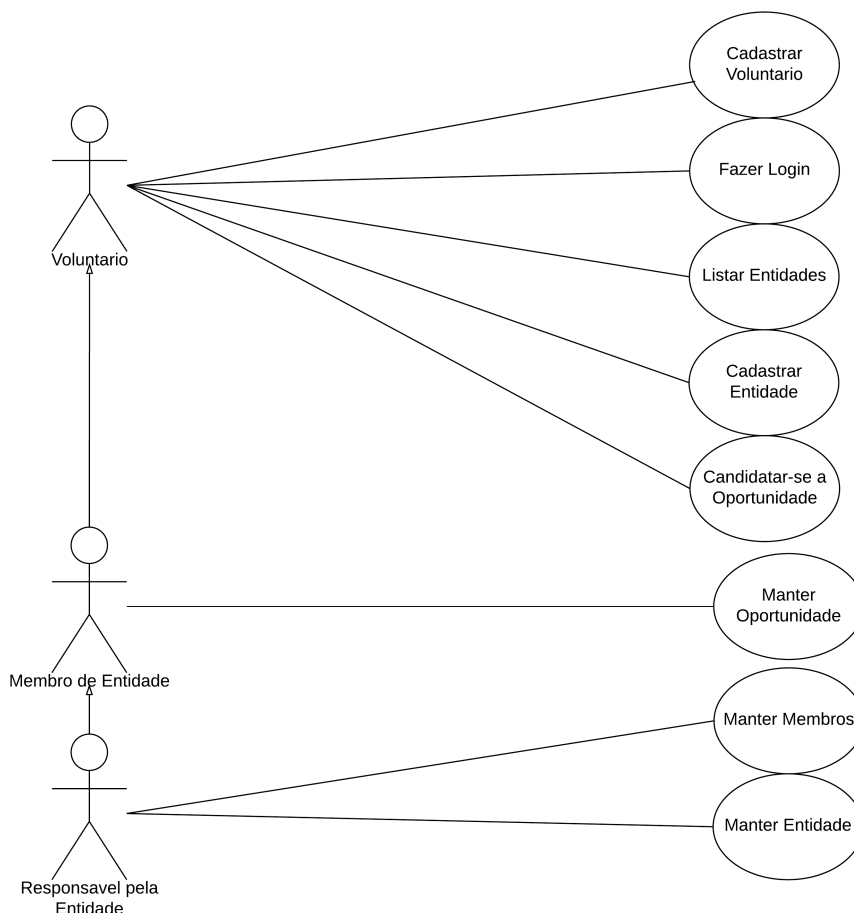 Cadastrar
Voluntario
Fazer Login
Voluntario
Listar Entidades
Cadastrar
Entidade
Candidatar-se a
Oportunidade
Manter
Oportunidade
Membro de Entidade
Manter Membros
Manter Entidade
Responsavel pela
Entidade